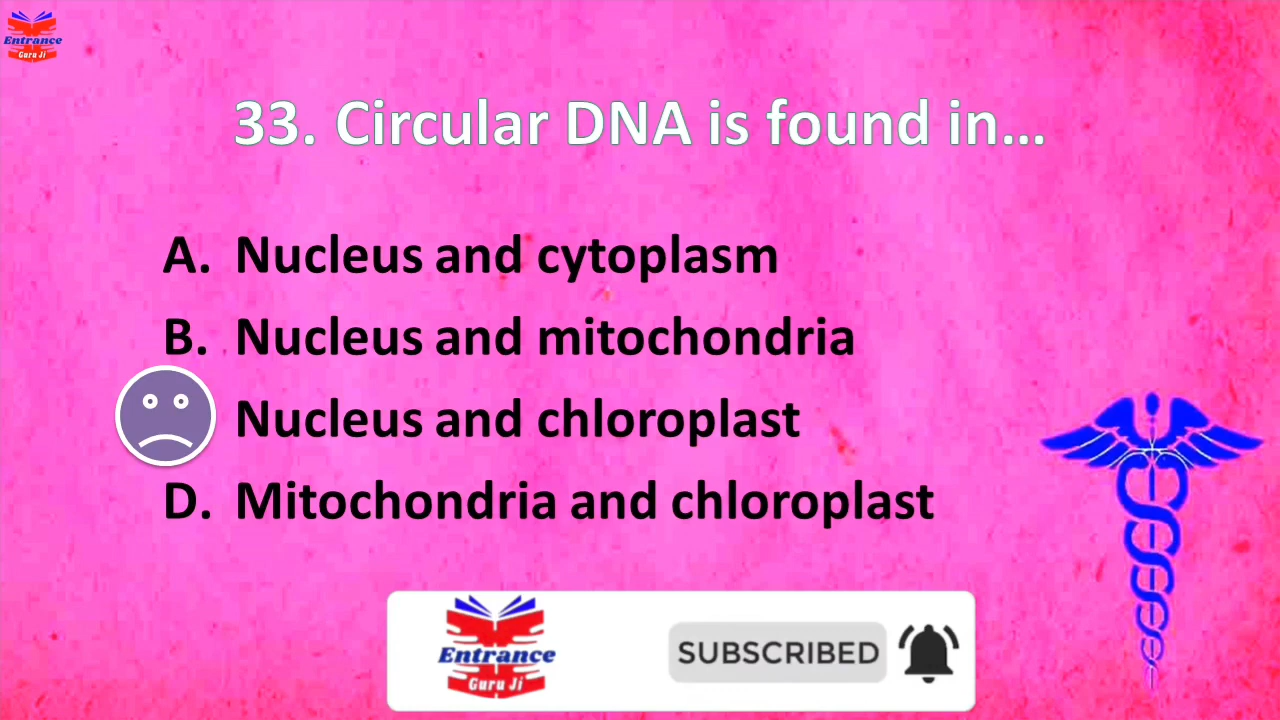 Entrance
Guru Ji
33. Circular DNA is found in...
A. Nucleus and cytoplasm
B. Nucleus and mitochondria
Nucleus and chloroplast
D. Mitochondria and chloroplast
Entrance
Guru Ji
SUBSCRIBED